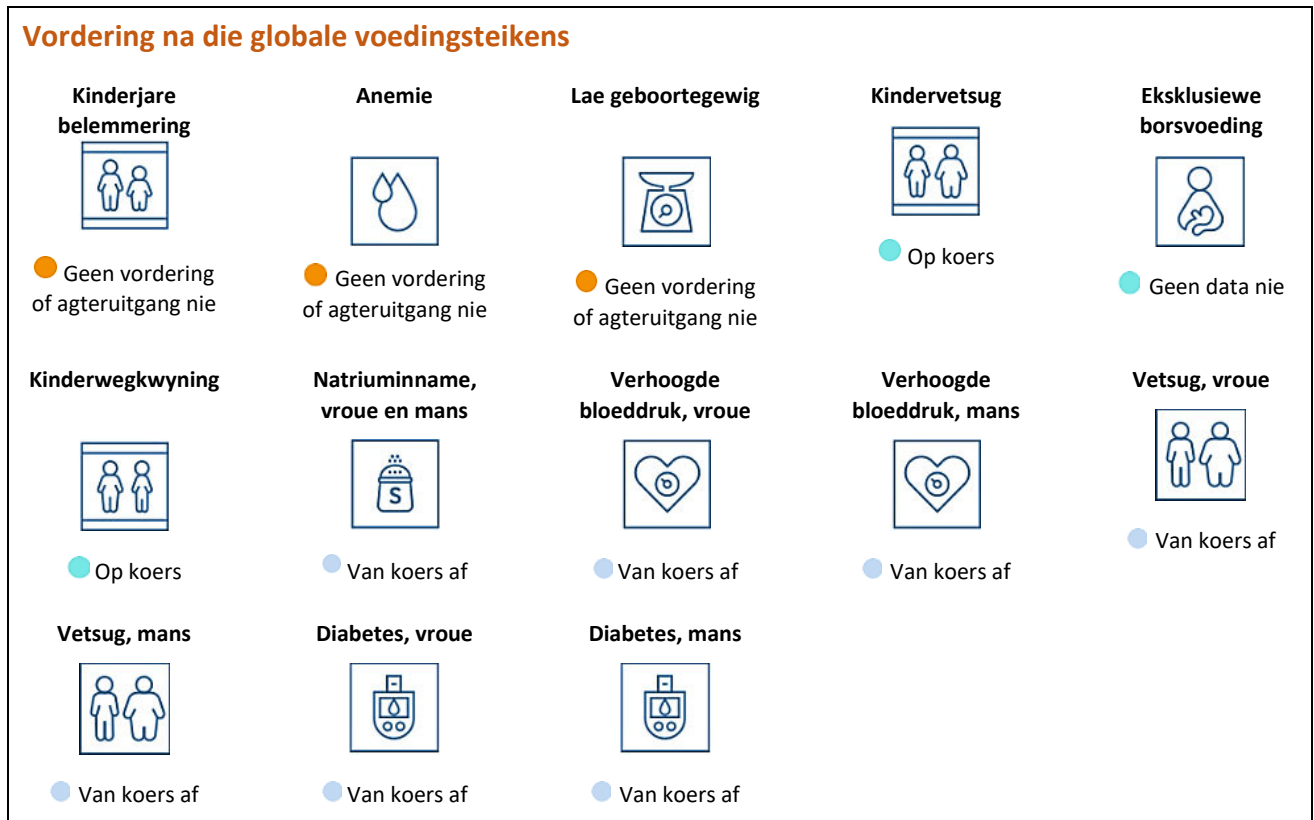 Vordering na die globale voedingsteikens
Kinderjare
belemmering
Geen vordering
of agteruitgang nie
Anemie
Geen vordering
of agteruitgang nie
Lae geboortegewig
Geen vordering
of agteruitgang nie
Kindervetsug
Op koers
Eksklusiewe
borsvoeding
Geen data nie
Kinderwegkwyning
Op koers
Natriuminname,
vroue en mans
S
Van koers af
Verhoogde
bloeddruk, vroue
Van koers af
Verhoogde
bloeddruk, mans
Van koers af
Vetsug, vroue
Van koers af
Vetsug, mans
Van koers af
Diabetes, vroue
Van koers af
Diabetes, mans
Van koers af